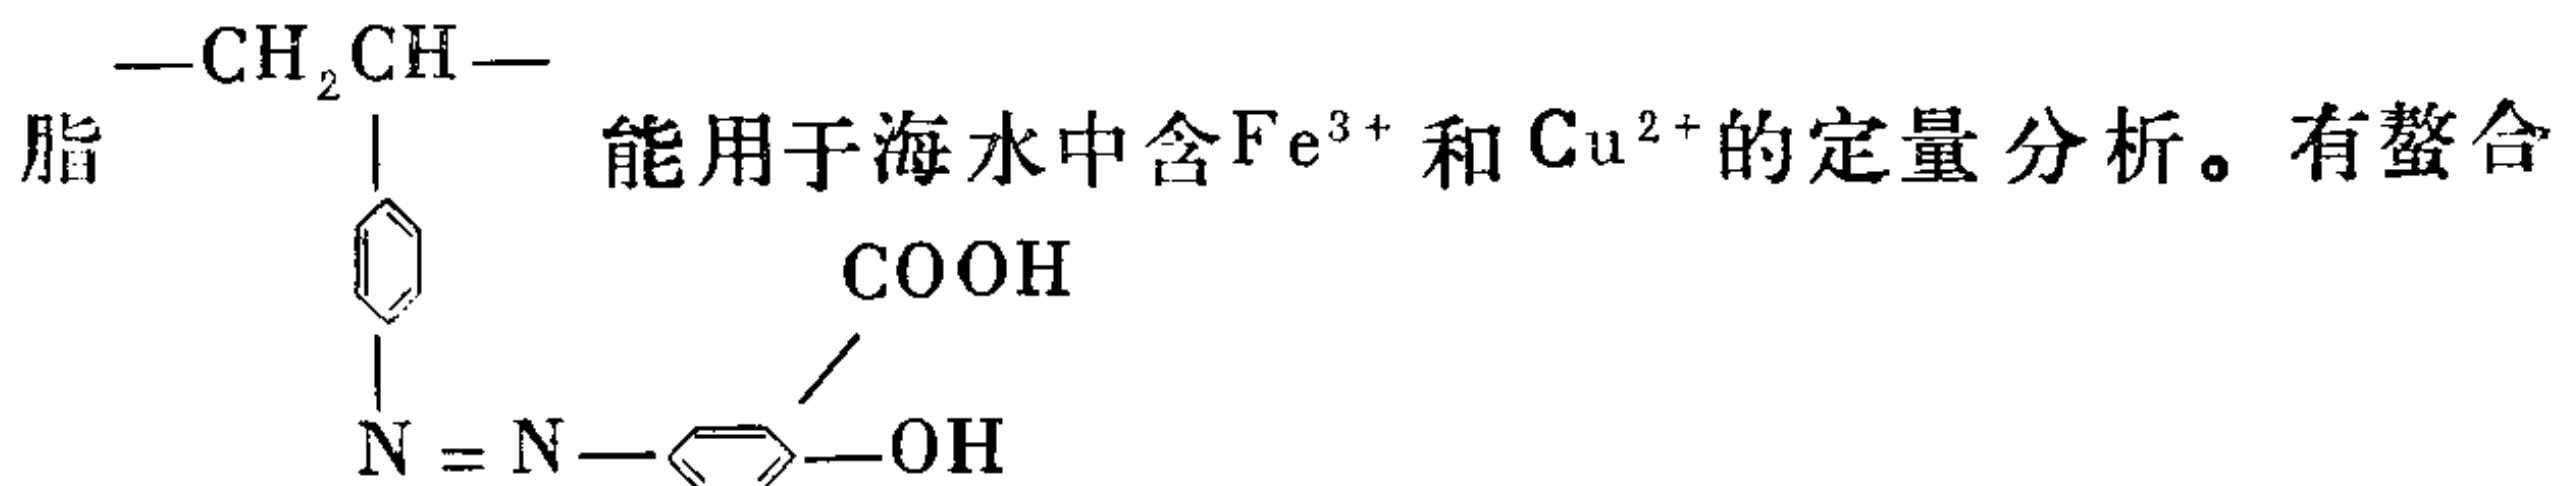 —CH₂CH—
脂 能用于海水中含Fe³⁺和Cu²⁺的定量分析。有螯合
COOH
N=N— —OH